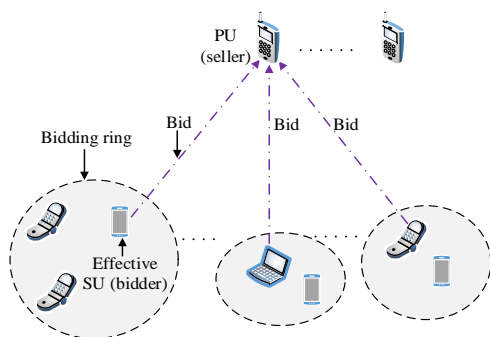 PU
(seller)
Bid
Bid
Bid
Bidding ring
Effective
SU (bidder)